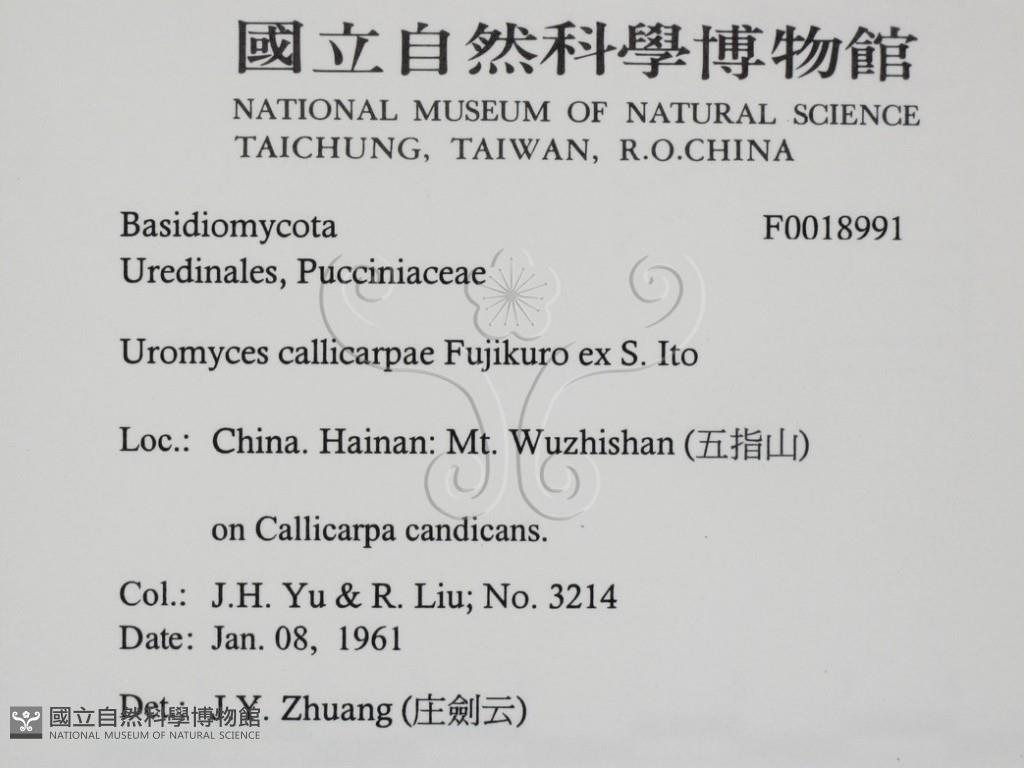 國立自然科學博物館
NATIONAL MUSEUM OF NATURAL SCIENCE
TAICHUNG, TAIWAN, R.O.CHINA
Basidiomycota F0018991
Uredinales, Pucciniaceae
Uromyces callicarpae Fujikuro ex S. Ito
Loc.: China. Hainan: Mt. Wuzhishan (五指山)
on Callicarpa candicans.
Col.: J.H. Yu & R. Liu; No. 3214
Date: Jan. 08, 1961
Det.: J.Y. Zhuang (庄劍云)
國立自然科學博物館
NATIONAL MUSEUM OF NATURAL SCIENCE